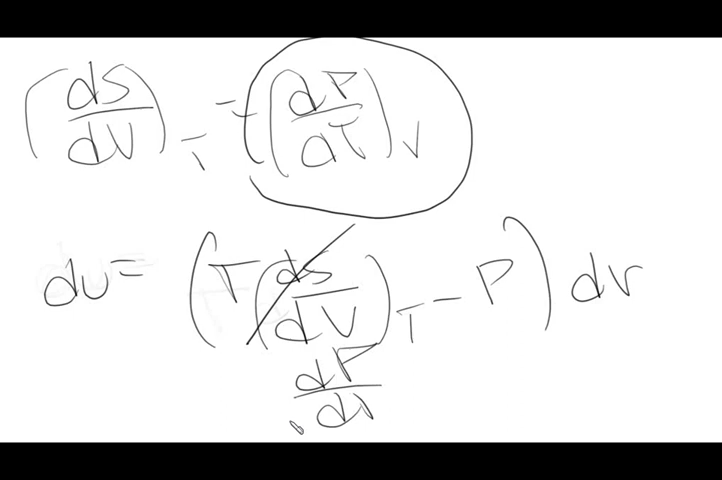 (dS/dV)_T = (dP/dT)_V
du = (T(ds/dV)_T - P) dv
dP/dT